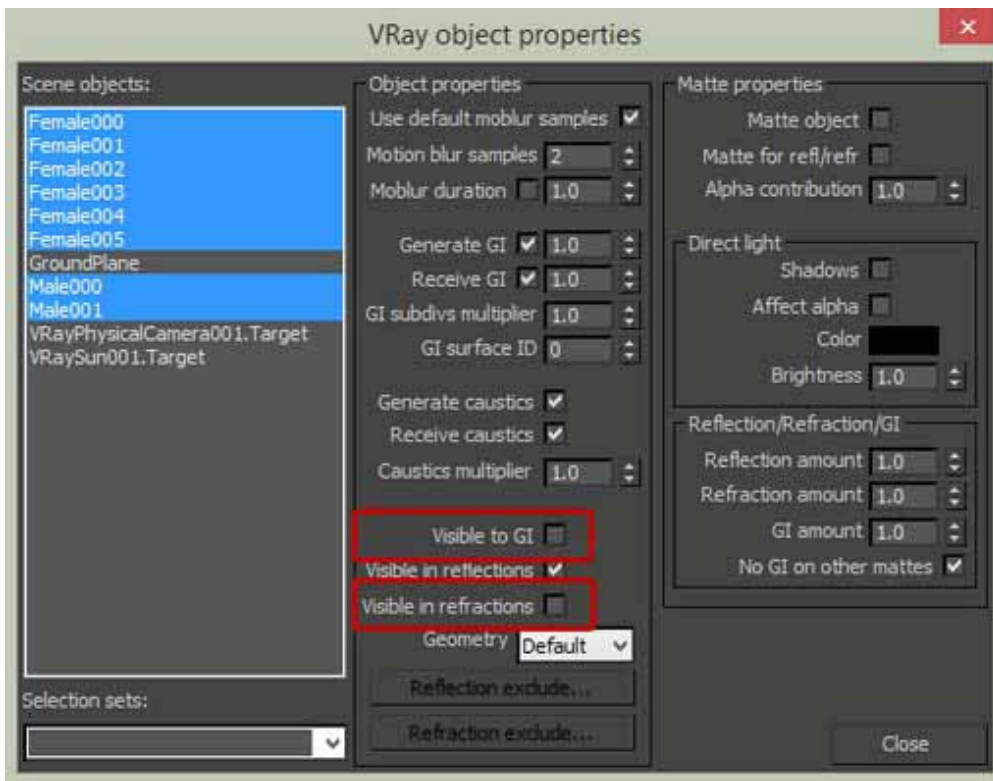 VRay object properties
Scene objects:
Female000
Female001
Female002
Female003
Female004
Female005
GroundPlane
Male000
Male001
VRayPhysicalCamera001.Target
VRaySun001.Target
Selection sets:
Object properties
Use default moblur samples
Motion blur samples 2
Moblur duration 1.0
Generate GI 1.0
Receive GI 1.0
GI subdivs multiplier 1.0
GI surface ID 0
Generate caustics
Receive caustics
Caustics multiplier 1.0
Visible to GI
Visible in reflections
Visible in refractions
Geometry Default
Reflection exclude...
Refraction exclude...
Matte properties
Matte object
Matte for refl/refr
Alpha contribution 1.0
Direct light
Shadows
Affect alpha
Color
Brightness 1.0
Reflection/Refraction/GI
Reflection amount 1.0
Refraction amount 1.0
GI amount 1.0
No GI on other mattes
Close